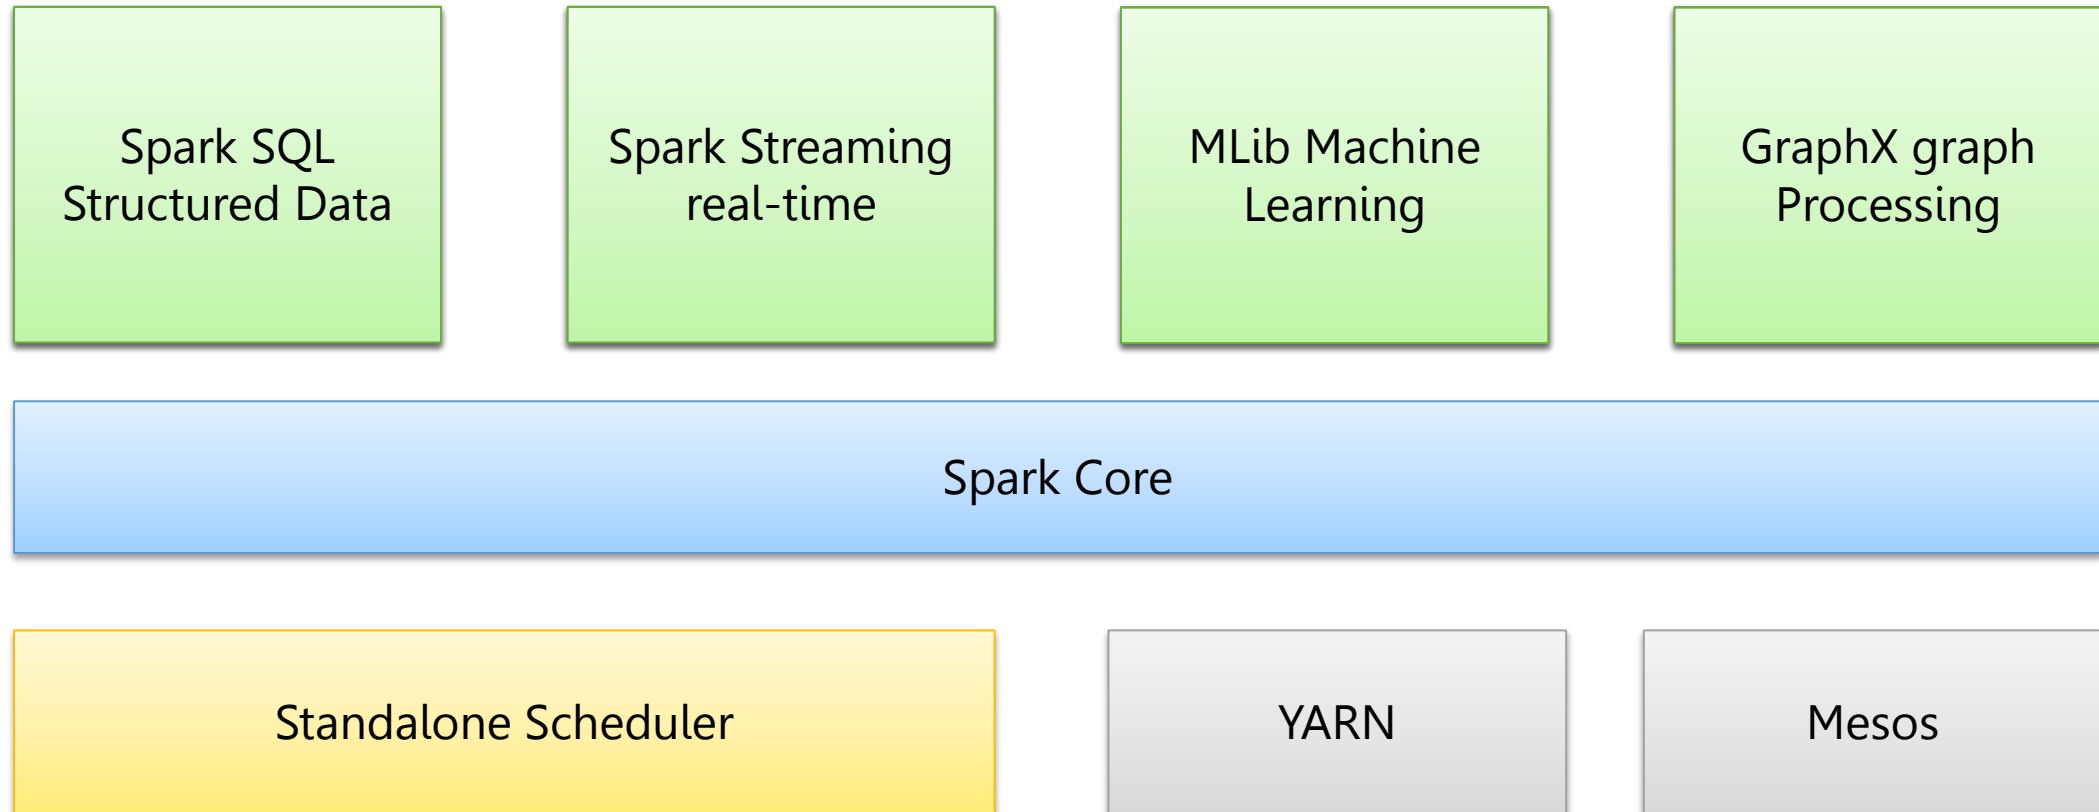 Spark SQL
Structured Data
Spark Streaming
real-time
MLib Machine
Learning
GraphX graph
Processing
Spark Core
Standalone Scheduler
YARN
Mesos